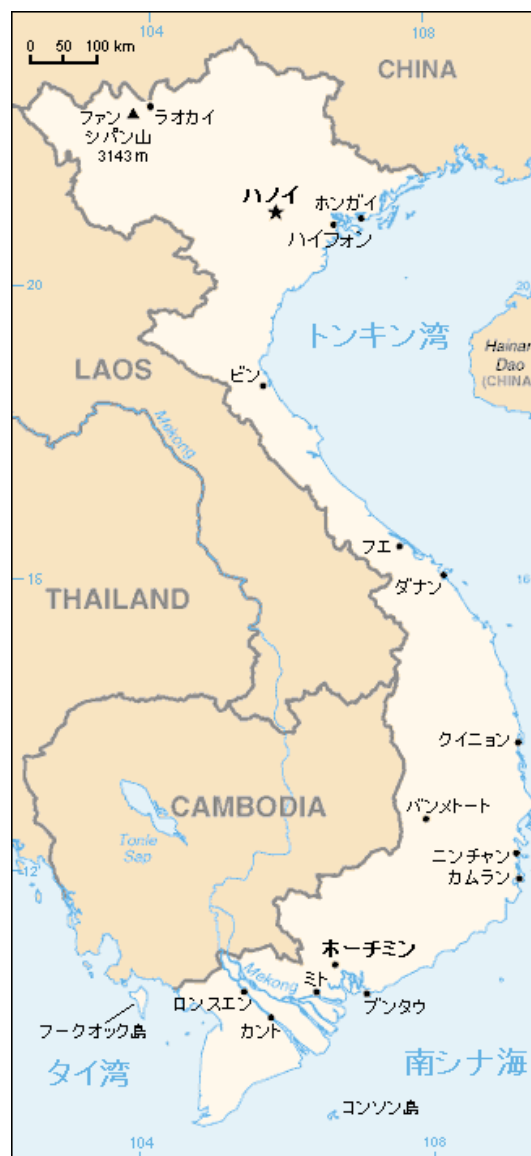 104
108
0 50 100 km
CHINA
ファン
シパン山
3143 m
ラオカイ
ハノイ
ホンガイ
ハイフォン
20
20
トンキン湾
Hainan
Dao
(CHINA
LAOS
ビン
Mekong
フエ
16
16
ダナン
THAILAND
クイニョン
CAMBODIA
バンメトート
Tonle
Sap
ニンチャン
12
カムラン
ホーチミン
Mekong
ミト
ロンスエン
ブンタウ
カント
フークオック島
タイ湾
南シナ海
コンソン島
104
108